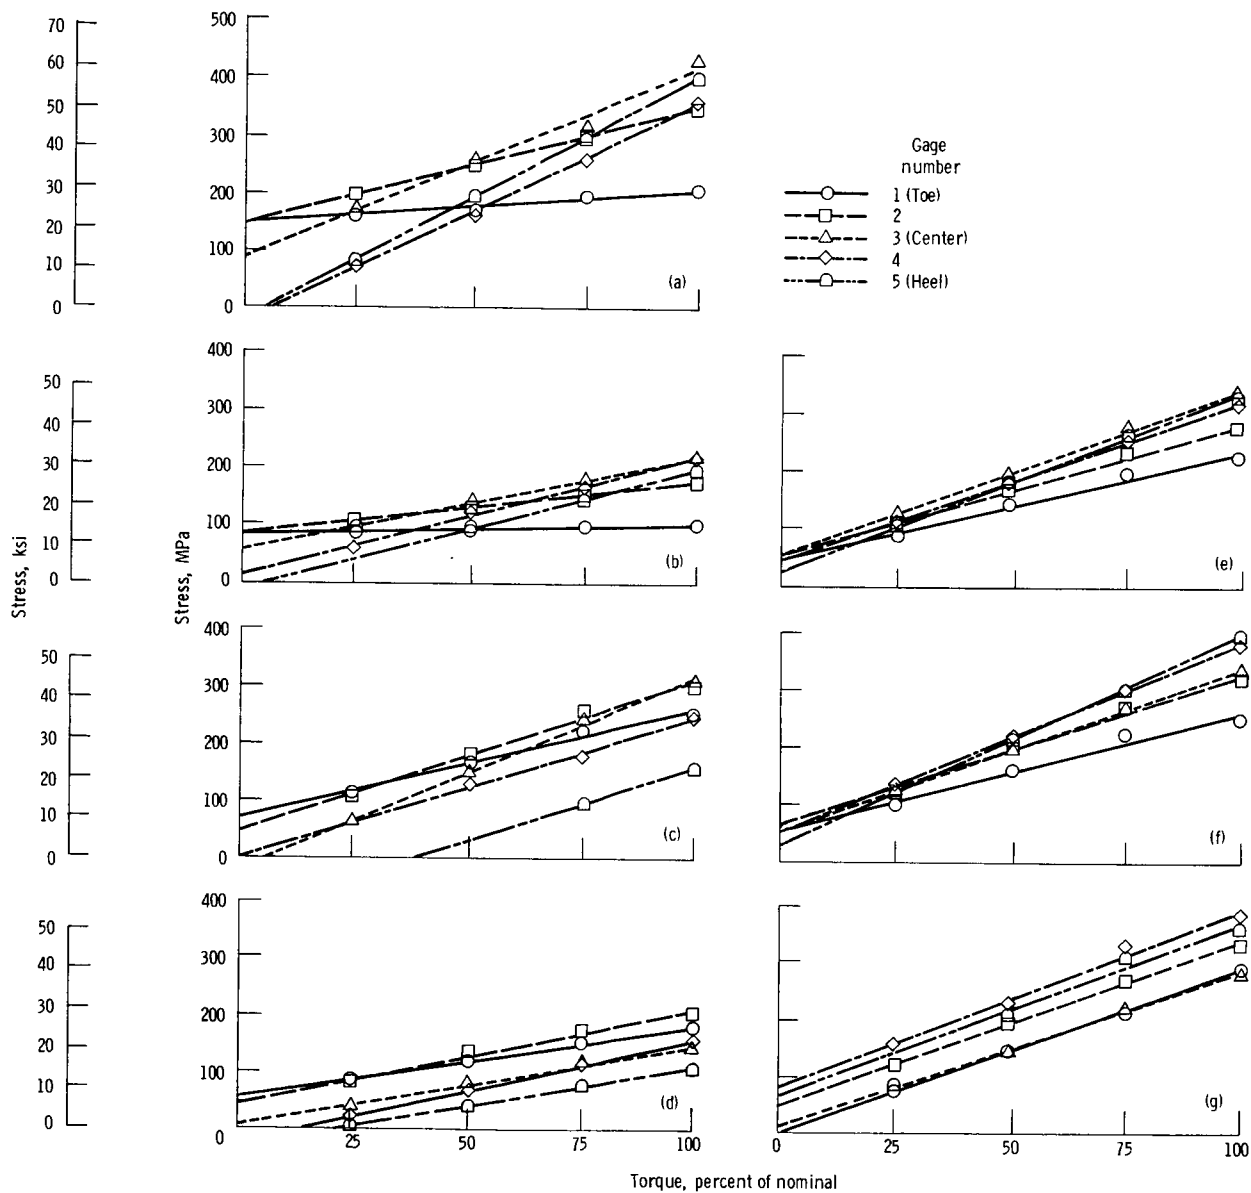 70
60
50
40
30
20
10
0
500
400
300
200
100
0
(a)
Gage
number
1 (Toe)
2
3 (Center)
4
5 (Heel)
50
40
30
20
10
0
400
300
200
100
0
(b)
(e)
Stress, ksi
Stress, MPa
50
40
30
20
10
0
400
300
200
100
0
(c)
(f)
50
40
30
20
10
0
400
300
200
100
0
(d)
(g)
25 50 75 100
0 25 50 75 100
Torque, percent of nominal